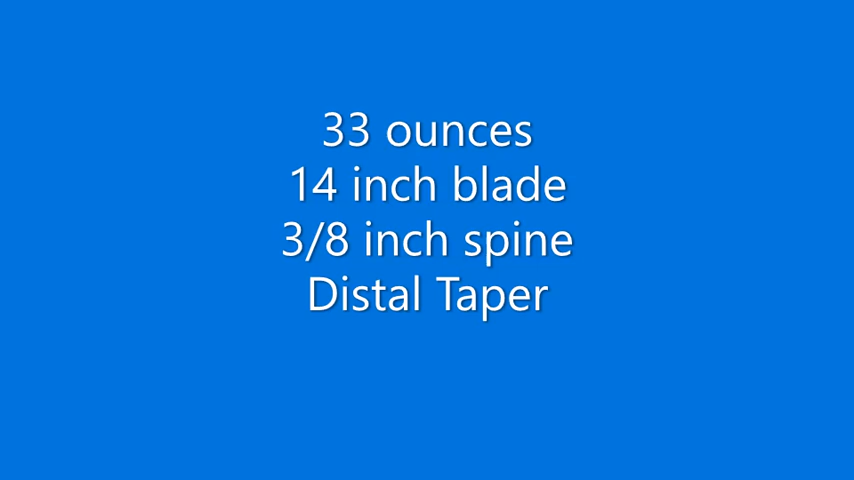 33 ounces
14 inch blade
3/8 inch spine
Distal Taper